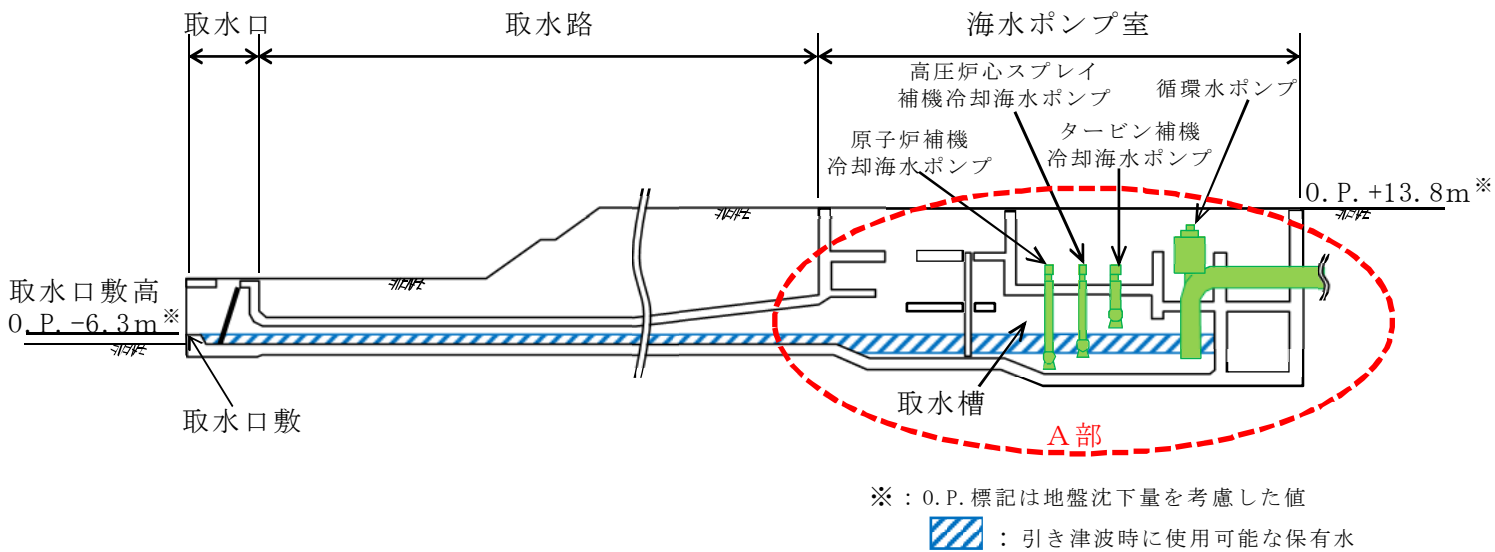 取水口
取水路
海水ポンプ室
高圧炉心スプレイ
補機冷却海水ポンプ
循環水ポンプ
原子炉補機
冷却海水ポンプ
タービン補機
冷却海水ポンプ
O.P.+13.8m※
取水口敷高
O.P.-6.3m※
取水口敷
取水槽
A部
※：O.P.標記は地盤沈下量を考慮した値
：引き津波時に使用可能な保有水